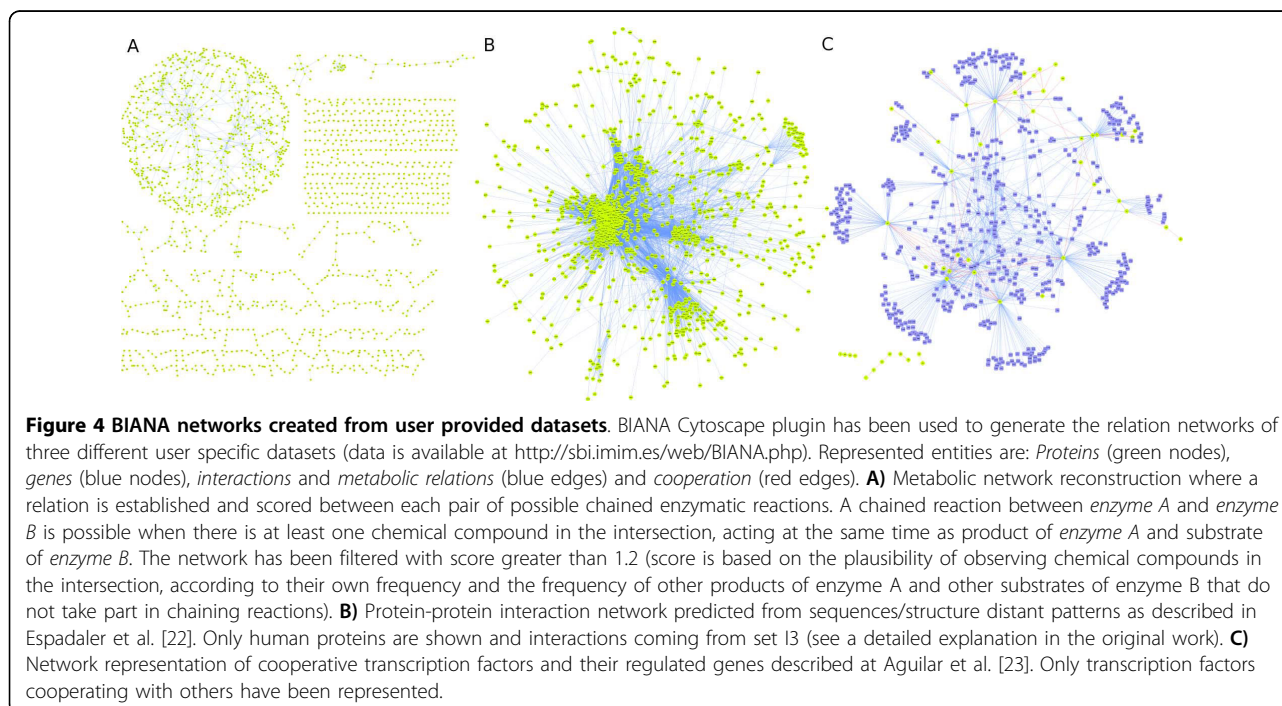 A
B
C
Figure 4 BIANA networks created from user provided datasets. BIANA Cytoscape plugin has been used to generate the relation networks of
three different user specific datasets (data is available at http://sbi.imim.es/web/BIANA.php). Represented entities are: Proteins (green nodes),
genes (blue nodes), interactions and metabolic relations (blue edges) and cooperation (red edges). A) Metabolic network reconstruction where a
relation is established and scored between each pair of possible chained enzymatic reactions. A chained reaction between enzyme A and enzyme
B is possible when there is at least one chemical compound in the intersection, acting at the same time as product of enzyme A and substrate
of enzyme B. The network has been filtered with score greater than 1.2 (score is based on the plausibility of observing chemical compounds in
the intersection, according to their own frequency and the frequency of other products of enzyme A and other substrates of enzyme B that do
not take part in chaining reactions). B) Protein-protein interaction network predicted from sequences/structure distant patterns as described in
Espadaler et al. [22]. Only human proteins are shown and interactions coming from set I3 (see a detailed explanation in the original work). C)
Network representation of cooperative transcription factors and their regulated genes described at Aguilar et al. [23]. Only transcription factors
cooperating with others have been represented.